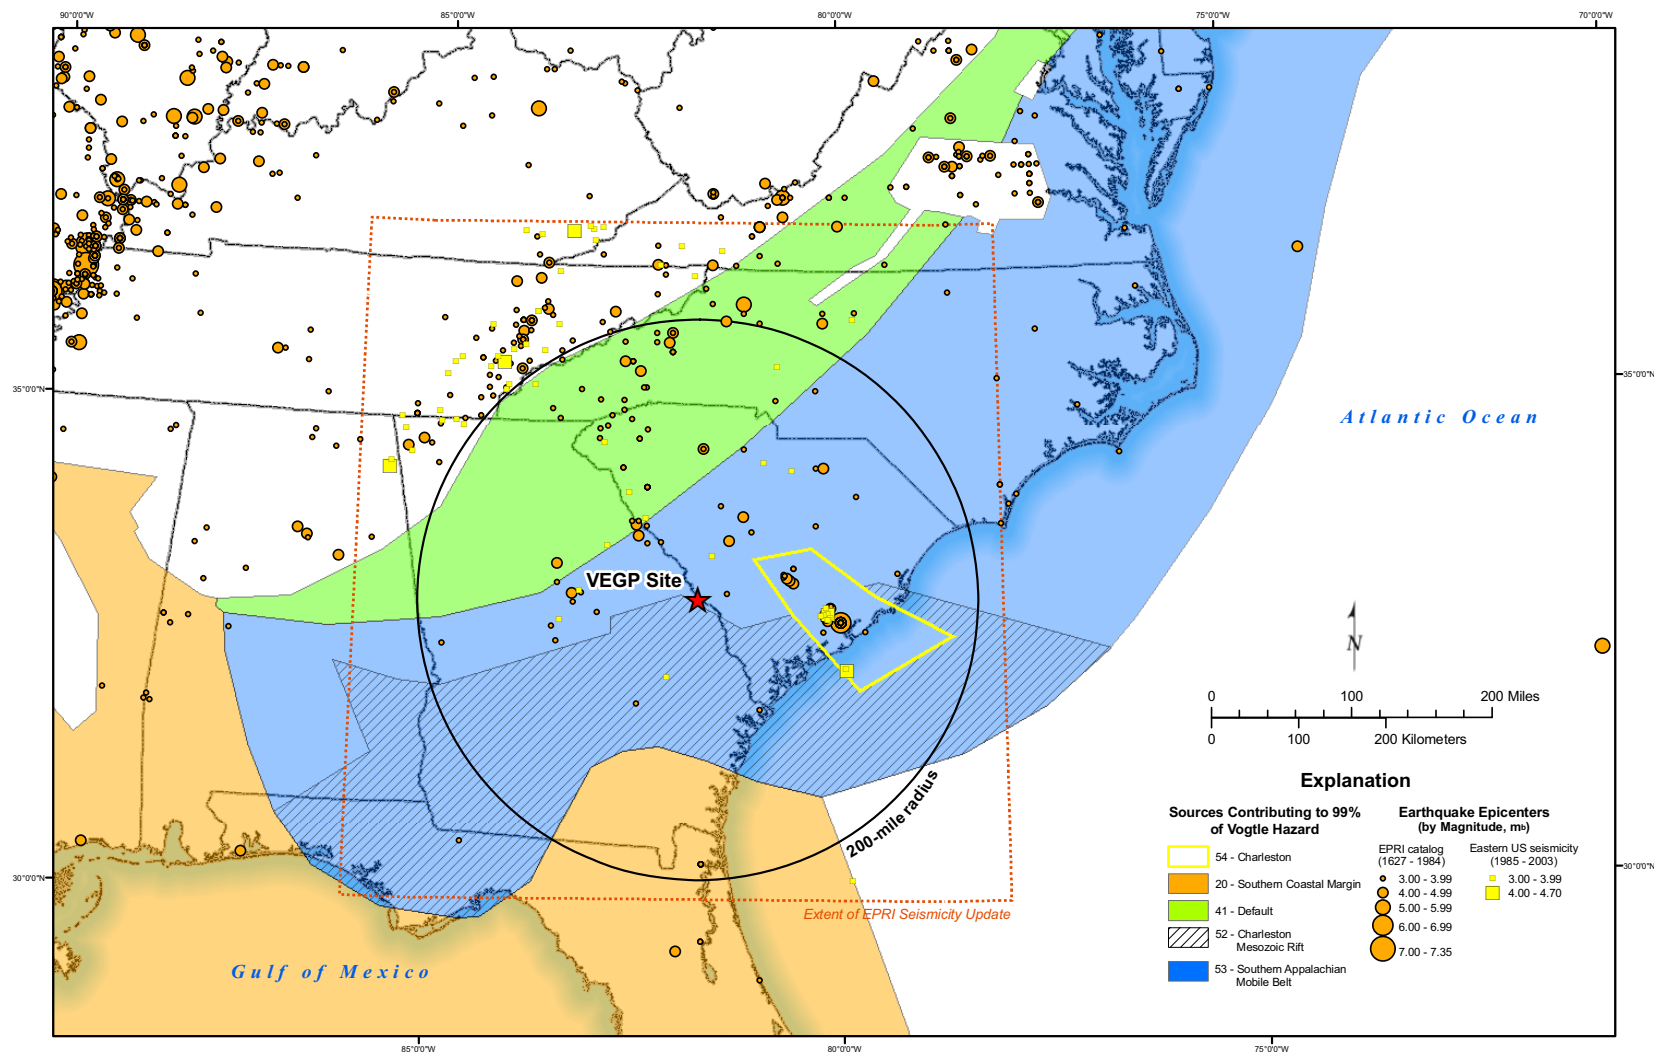 90°0'0"W
85°0'0"W
80°0'0"W
75°0'0"W
70°0'0"W
35°0'0"N
35°0'0"N
Atlantic Ocean
VEGP Site
N
0 100 200 Miles
0 100 200 Kilometers
200-mile radius
30°0'0"N
30°0'0"N
Extent of EPRI Seismicity Update
Gulf of Mexico
Explanation
Sources Contributing to 99%
of Vogtle Hazard
54 - Charleston
20 - Southern Coastal Margin
41 - Default
52 - Charleston
Mesozoic Rift
53 - Southern Appalachian
Mobile Belt
Earthquake Epicenters
(by Magnitude, mb)
EPRI catalog
(1627 - 1984)
3.00 - 3.99
4.00 - 4.99
5.00 - 5.99
6.00 - 6.99
7.00 - 7.35
Eastern US seismicity
(1985 - 2003)
3.00 - 3.99
4.00 - 4.70
85°0'0"W
80°0'0"W
75°0'0"W